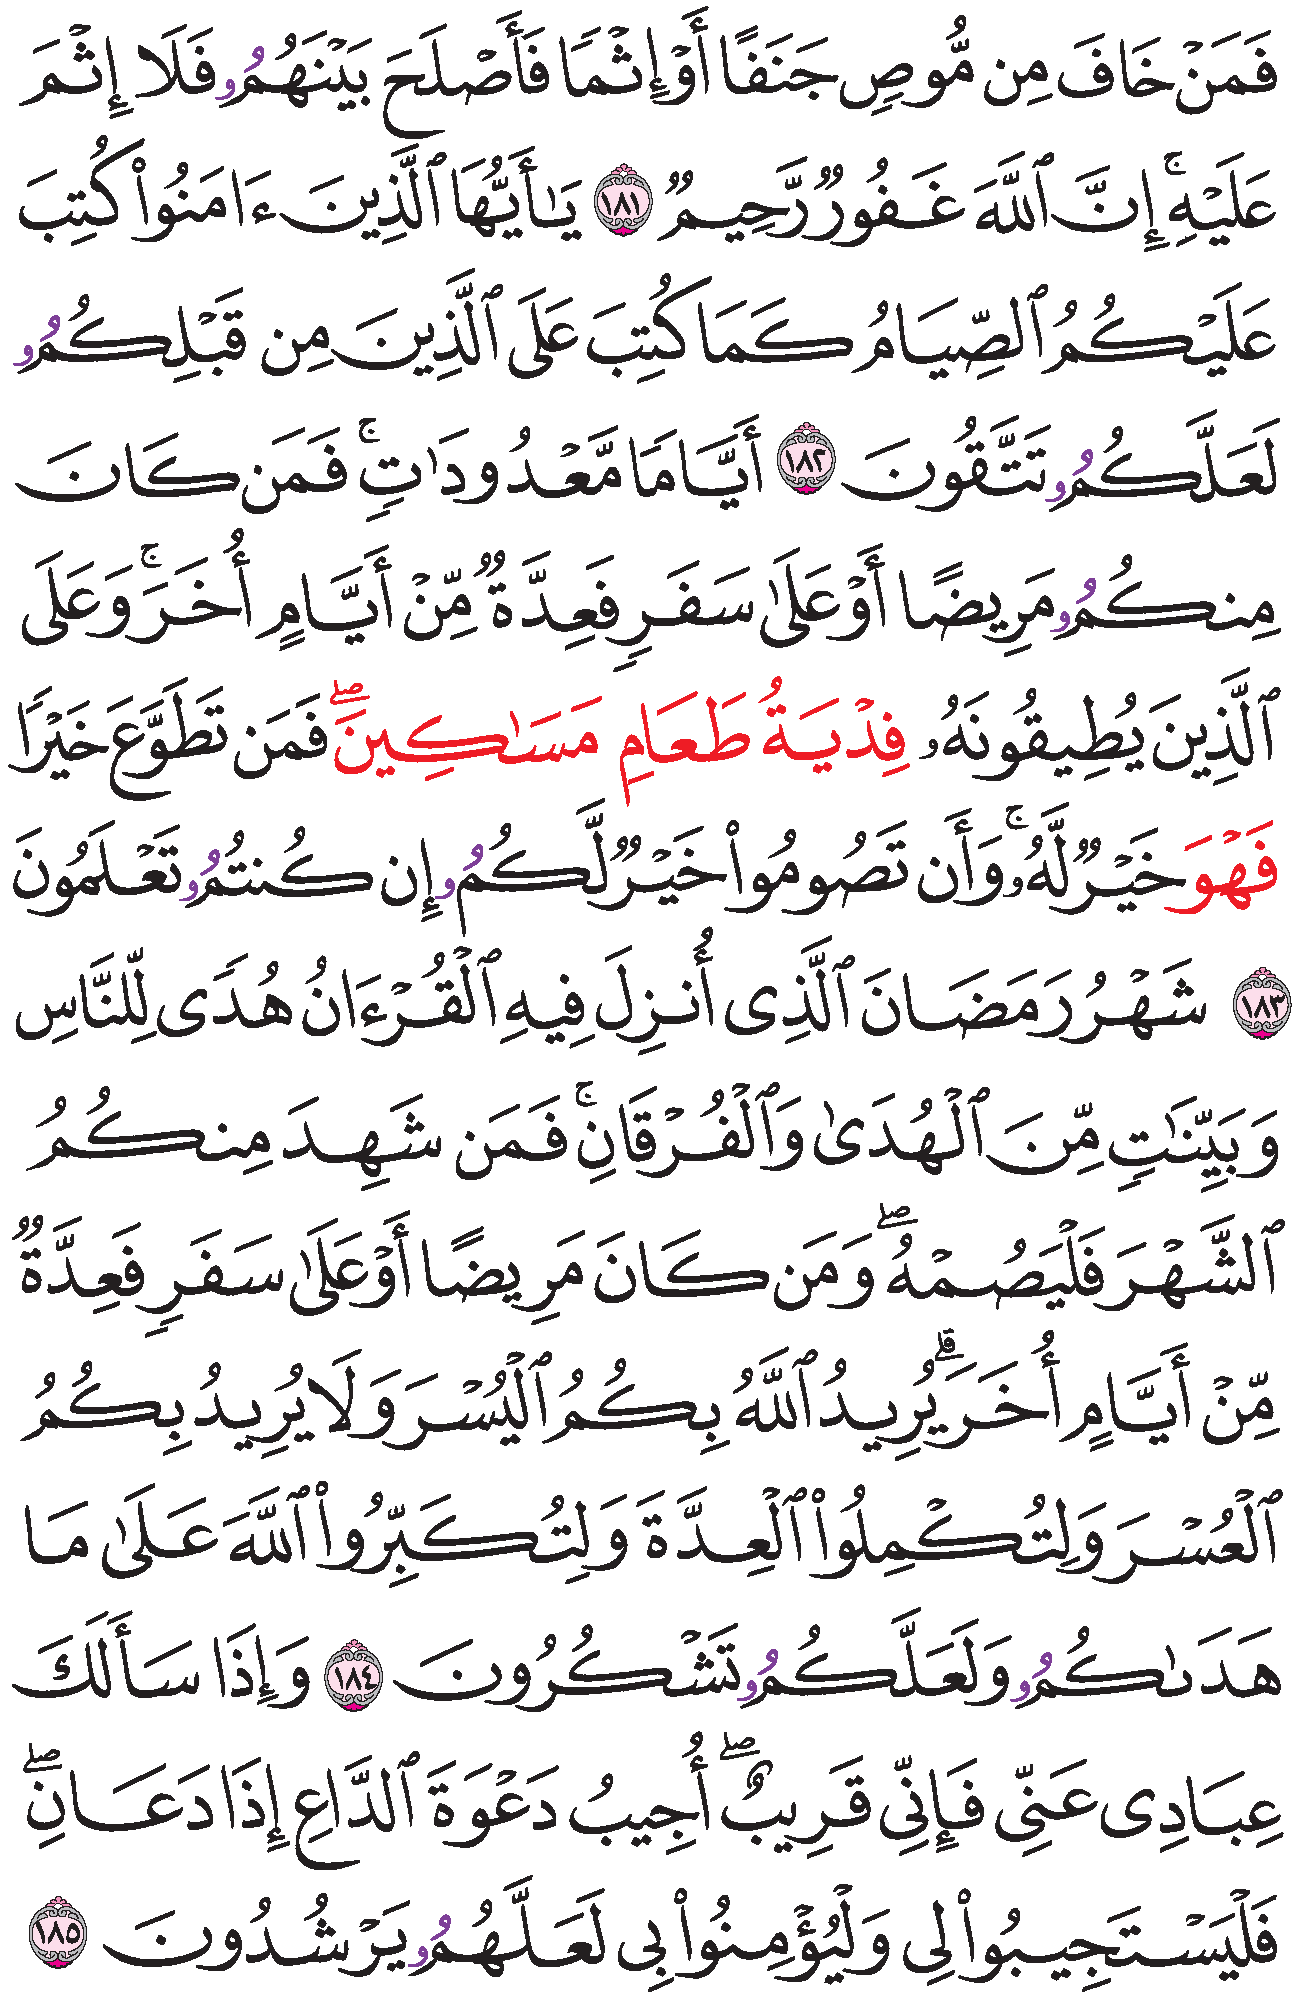 فَمَنۡ خَافَ مِن مُّوصٖ جَنَفًا أَوۡ إِثۡمٗا فَأَصۡلَحَ بَيۡنَهُمُۥ فَلَا إِثۡمَ
عَلَيۡهِۚ إِنَّ ٱللَّهَ غَفُورٞ رَّحِيمٞ ١٨١ يَٰأَيُّهَا ٱلَّذِينَ ءَامَنُواْ كُتِبَ
عَلَيۡكُمُ ٱلصِّيَامُ كَمَا كُتِبَ عَلَى ٱلَّذِينَ مِن قَبۡلِكُمُۥ
لَعَلَّكُمُۥ تَتَّقُونَ ١٨٢ أَيَّامٗا مَّعۡدُودَٰتٖۚ فَمَن كَانَ
مِنكُمُۥ مَرِيضًا أَوۡ عَلَىٰ سَفَرٖ فَعِدَّةٞ مِّنۡ أَيَّامٍ أُخَرَۚ وَعَلَى
ٱلَّذِينَ يُطِيقُونَهُۥ فِدۡيَةُ طَعَامِ مَسَٰكِينَۖ فَمَن تَطَوَّعَ خَيۡرٗا
فَهۡوَ خَيۡرٞ لَّهُۥۚ وَأَن تَصُومُواْ خَيۡرٞ لَّكُمُۥ إِن كُنتُمُۥ تَعۡلَمُونَ
١٨٣ شَهۡرُ رَمَضَانَ ٱلَّذِي أُنزِلَ فِيهِ ٱلۡقُرۡءَانُ هُدٗى لِّلنَّاسِ
وَبَيِّنَٰتٖ مِّنَ ٱلۡهُدَىٰ وَٱلۡفُرۡقَانِۚ فَمَن شَهِدَ مِنكُمُ
ٱلشَّهۡرَ فَلۡيَصُمۡهُۖ وَمَن كَانَ مَرِيضًا أَوۡ عَلَىٰ سَفَرٖ فَعِدَّةٞ
مِّنۡ أَيَّامٍ أُخَرَۗ يُرِيدُ ٱللَّهُ بِكُمُ ٱلۡيُسۡرَ وَلَا يُرِيدُ بِكُمُ
ٱلۡعُسۡرَ وَلِتُكۡمِلُواْ ٱلۡعِدَّةَ وَلِتُكَبِّرُواْ ٱللَّهَ عَلَىٰ مَا
هَدَىٰكُمُۥ وَلَعَلَّكُمُۥ تَشۡكُرُونَ ١٨٤ وَإِذَا سَأَلَكَ
عِبَادِي عَنِّي فَإِنِّي قَرِيبٌۖ أُجِيبُ دَعۡوَةَ ٱلدَّاعِ إِذَا دَعَانِۖ
فَلۡيَسۡتَجِيبُواْ لِي وَلۡيُؤۡمِنُواْ بِي لَعَلَّهُمُۥ يَرۡشُدُونَ ١٨٥